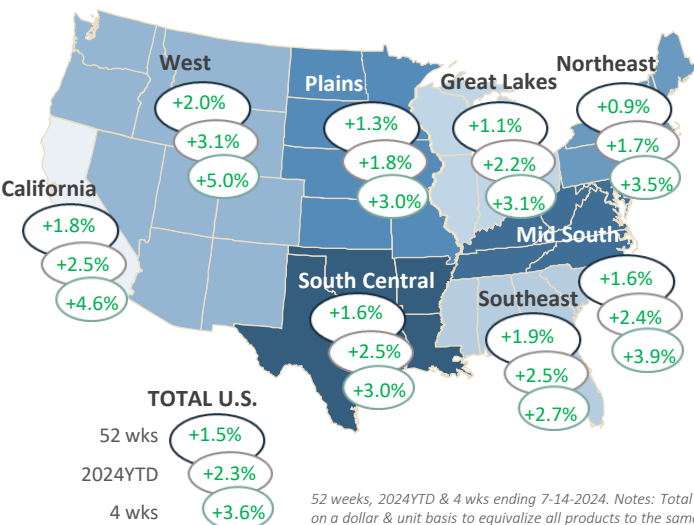 West
+2.0%
+3.1%
+5.0%
Plains
+1.3%
+1.8%
+3.0%
Great Lakes
+1.1%
+2.2%
+3.1%
Northeast
+0.9%
+1.7%
+3.5%
California
+1.8%
+2.5%
+4.6%
South Central
+1.6%
+2.5%
+3.0%
Southeast
+1.9%
+2.5%
+2.7%
Mid South
+1.6%
+2.4%
+3.9%
TOTAL U.S.
52 wks +1.5%
2024YTD +2.3%
4 wks +3.6%
52 weeks, 2024YTD & 4 wks ending 7-14-2024. Notes: Total
on a dollar & unit basis to equivalize all products to the same